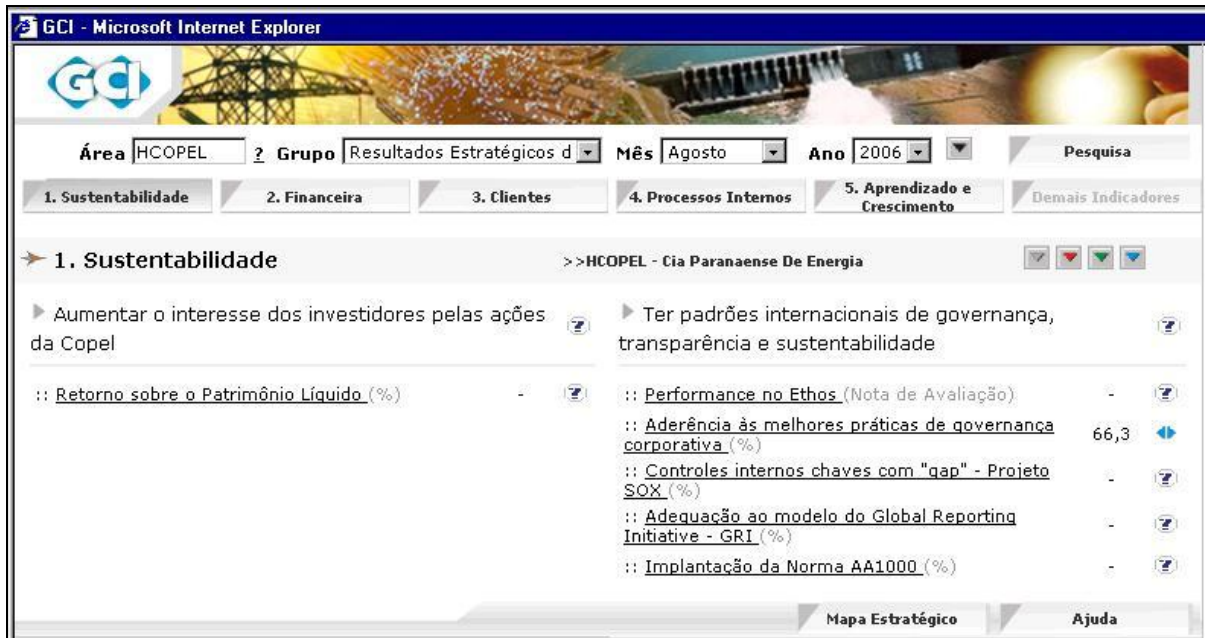 GCI - Microsoft Internet Explorer
GCI
Área HCOPEL ? Grupo Resultados Estratégicos d Mês Agosto Ano 2006 Pesquisa
1. Sustentabilidade 2. Financeira 3. Clientes 4. Processos Internos 5. Aprendizado e Crescimento Demais Indicadores
1. Sustentabilidade >>HCOPEL - Cia Paranaense De Energia
Aumentar o interesse dos investidores pelas ações
da Copel
:: Retorno sobre o Patrimônio Líquido (%) - ?
Ter padrões internacionais de governança,
transparência e sustentabilidade
:: Performance no Ethos (Nota de Avaliação) - ?
:: Aderência às melhores práticas de governança
corporativa (%) 66,3
:: Controles internos chaves com "gap" - Projeto
SOX (%) - ?
:: Adequação ao modelo do Global Reporting
Initiative - GRI (%) - ?
:: Implantação da Norma AA1000 (%) - ?
Mapa Estratégico Ajuda